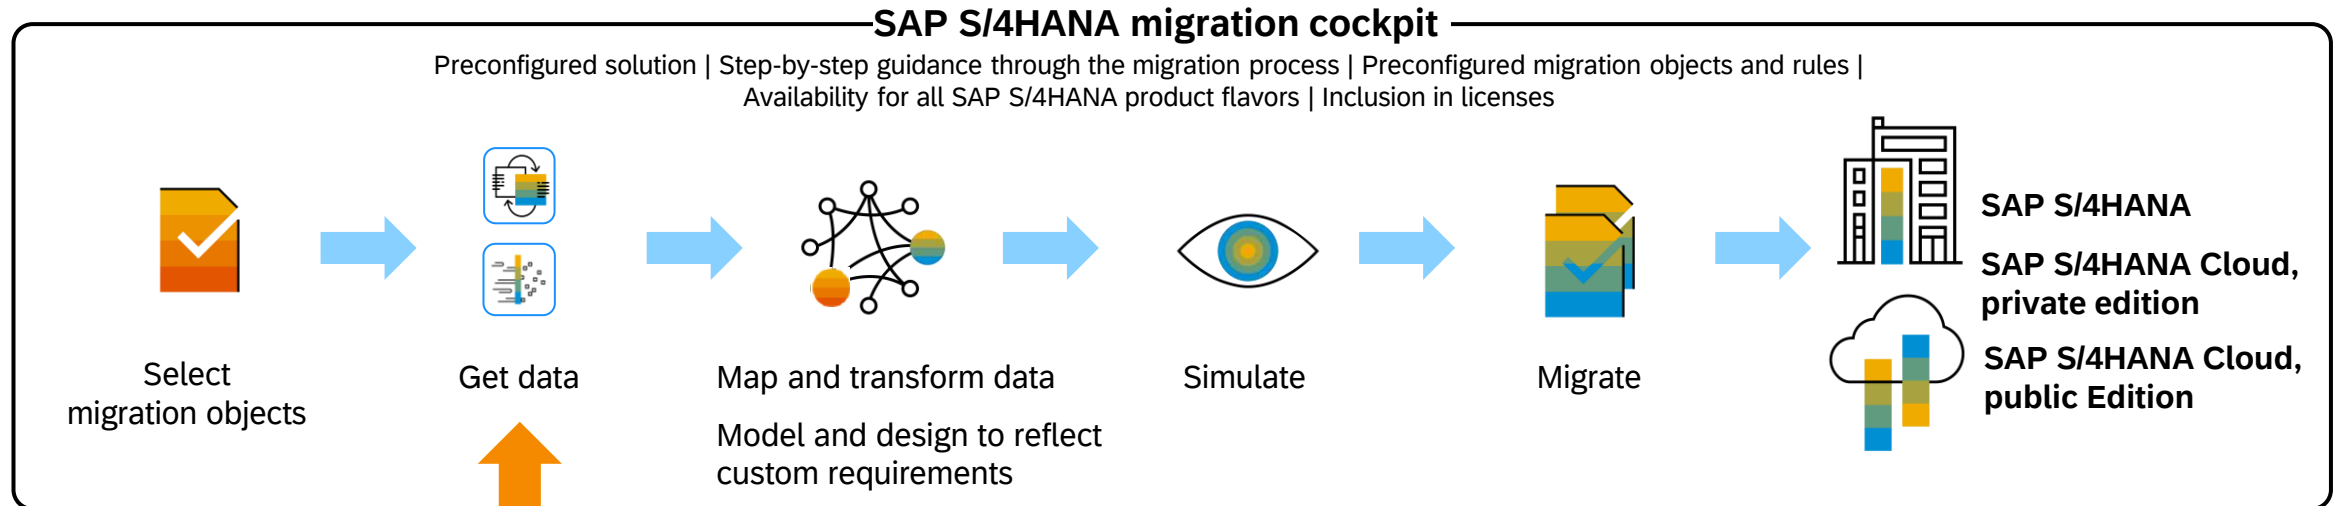 SAP S/4HANA migration cockpit
Preconfigured solution | Step-by-step guidance through the migration process | Preconfigured migration objects and rules |
Availability for all SAP S/4HANA product flavors | Inclusion in licenses
Select
migration objects
Get data
Map and transform data
Model and design to reflect
custom requirements
Simulate
Migrate
SAP S/4HANA
SAP S/4HANA Cloud,
private edition
SAP S/4HANA Cloud,
public Edition